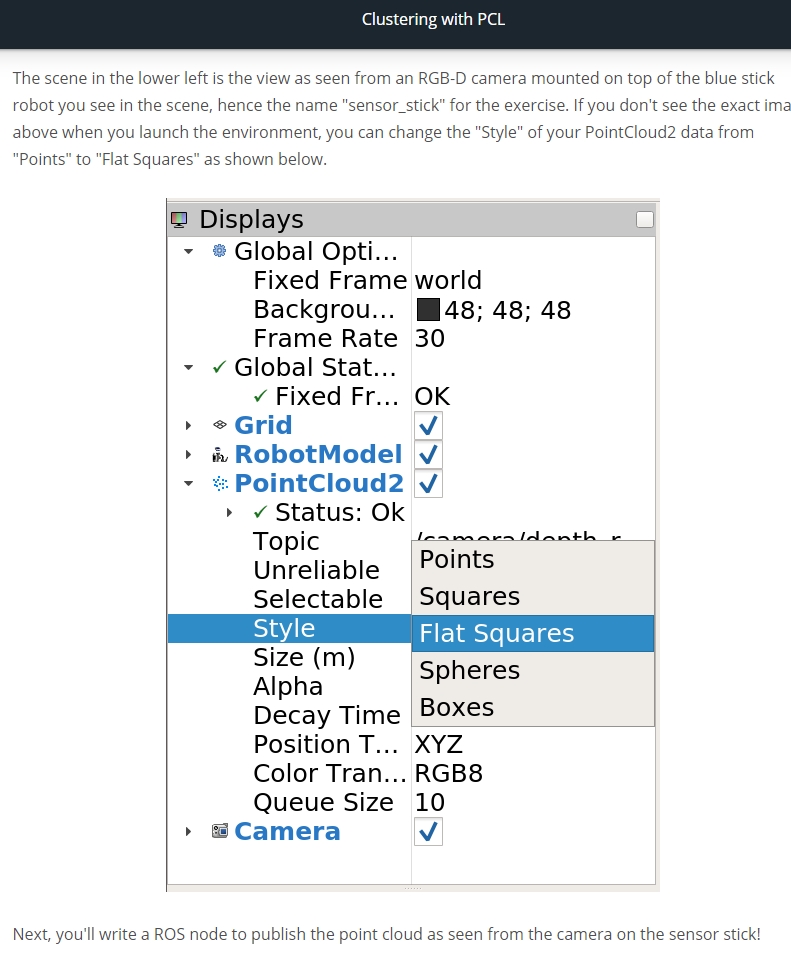 Clustering with PCL
The scene in the lower left is the view as seen from an RGB-D camera mounted on top of the blue stick
robot you see in the scene, hence the name "sensor_stick" for the exercise. If you don't see the exact ima
above when you launch the environment, you can change the "Style" of your PointCloud2 data from
"Points" to "Flat Squares" as shown below.
Displays
Global Opti...
Fixed Frame world
Backgrou... 48; 48; 48
Frame Rate 30
Global Stat...
Fixed Fr... OK
Grid
RobotModel
PointCloud2
Status: Ok
Topic /camera/depth_r
Unreliable Points
Selectable Squares
Style Flat Squares
Size (m) Spheres
Alpha
Decay Time Boxes
Position T... XYZ
Color Tran... RGB8
Queue Size 10
Camera
Next, you'll write a ROS node to publish the point cloud as seen from the camera on the sensor stick!